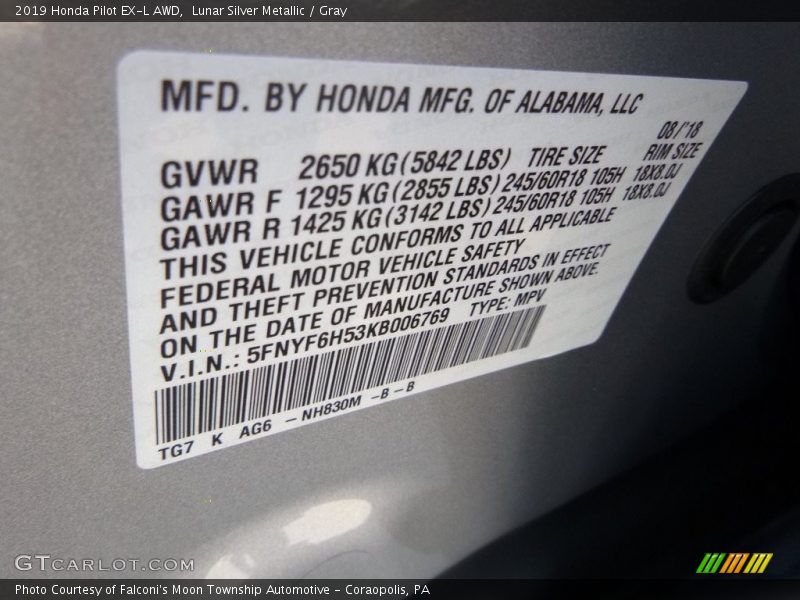 2019 Honda Pilot EX-L AWD,  Lunar Silver Metallic / Gray
MFD. BY HONDA MFG. OF ALABAMA, LLC
08/'18
GVWR 2650 KG (5842 LBS) TIRE SIZE RIM SIZE
GAWR F 1295 KG (2855 LBS) 245/60R18 105H 18X8.0J
GAWR R 1425 KG (3142 LBS) 245/60R18 105H 18X8.0J
THIS VEHICLE CONFORMS TO ALL APPLICABLE
FEDERAL MOTOR VEHICLE SAFETY
AND THEFT PREVENTION STANDARDS IN EFFECT
ON THE DATE OF MANUFACTURE SHOWN ABOVE.
V.I.N.: 5FNYF6H53KB006769 TYPE: MPV
TG7 K AG6 – NH830M –B – B
GTCARLOT.COM
Photo Courtesy of Falconi's Moon Township Automotive - Coraopolis, PA